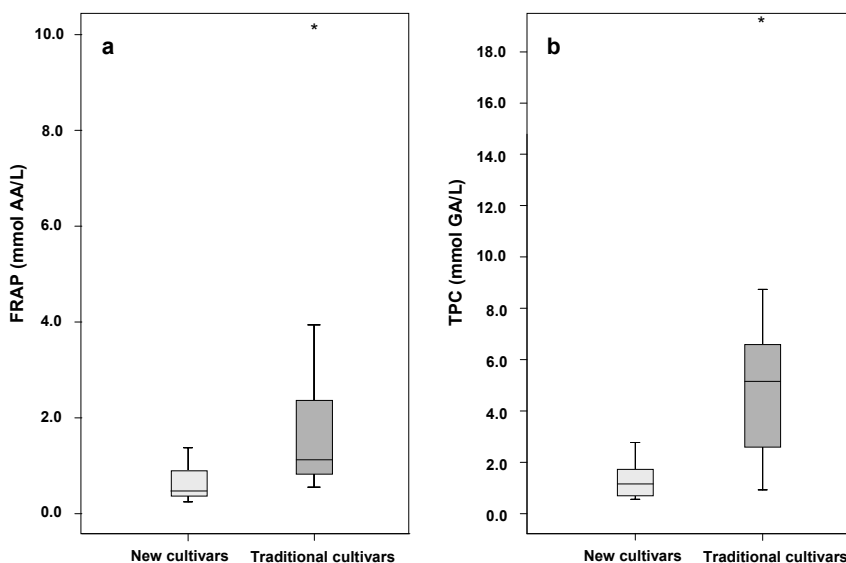 a
*
FRAP (mmol AA/L)
10.0
8.0
6.0
4.0
2.0
0.0
New cultivars
Traditional cultivars
b
*
TPC (mmol GA/L)
18.0
16.0
14.0
12.0
10.0
8.0
6.0
4.0
2.0
0.0
New cultivars
Traditional cultivars